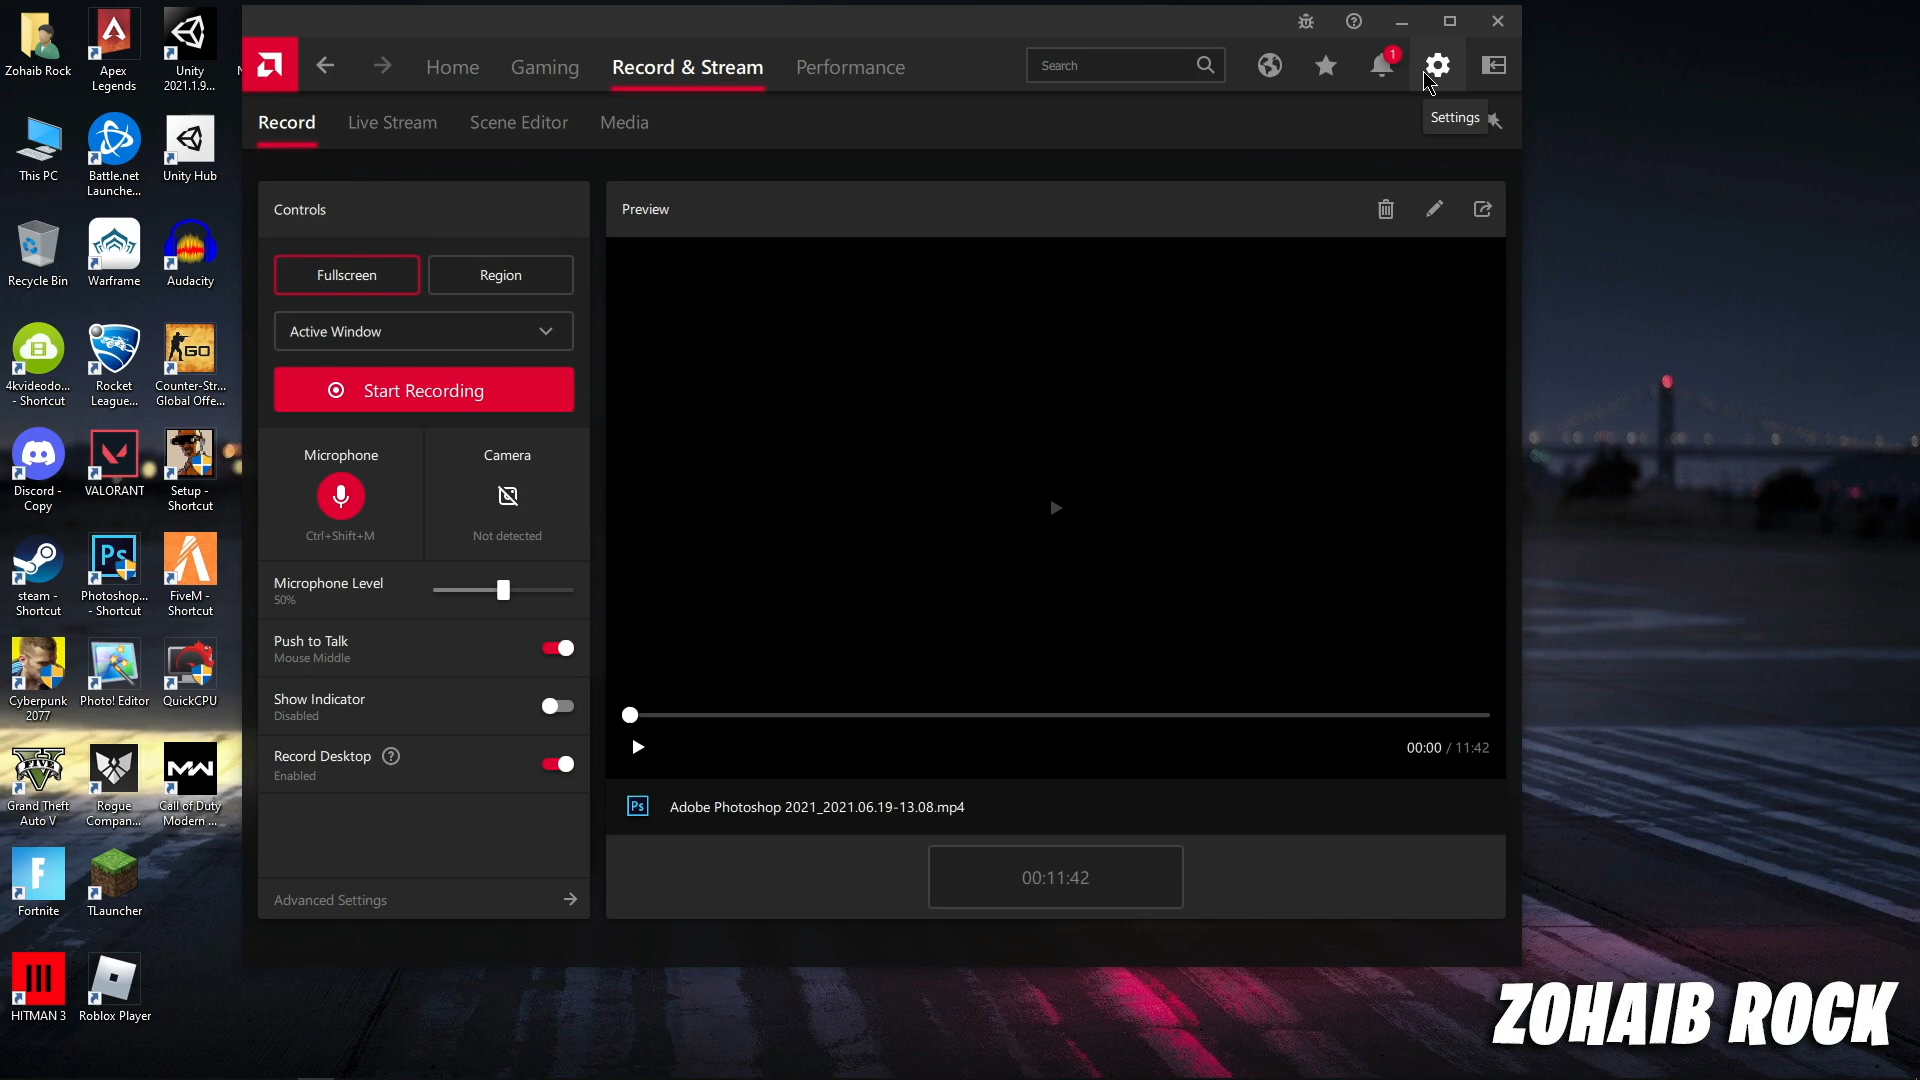 Zohaib Rock
Apex
Legends
Unity
2021.1.9...
This PC
Battle.net
Launche...
Unity Hub
Recycle Bin
Warframe
Audacity
4kvideodo...
- Shortcut
Rocket
League...
Counter-Str...
Global Offe...
Discord -
Copy
VALORANT
Setup -
Shortcut
steam -
Shortcut
Photoshop...
- Shortcut
FiveM -
Shortcut
Cyberpunk
2077
Photo! Editor
QuickCPU
Grand Theft
Auto V
Rogue
Compan...
Call of Duty
Modern ...
Fortnite
TLauncher
HITMAN 3
Roblox Player
Home
Gaming
Record & Stream
Performance
Search
1
Record
Live Stream
Scene Editor
Media
Settings
Controls
Fullscreen
Region
Active Window
Start Recording
Microphone
Ctrl+Shift+M
Camera
Not detected
Microphone Level
50%
Push to Talk
Mouse Middle
Show Indicator
Disabled
Record Desktop
Enabled
Advanced Settings
Preview
00:00 / 11:42
Ps
Adobe Photoshop 2021_2021.06.19-13.08.mp4
00:11:42
ZOHAIB ROCK